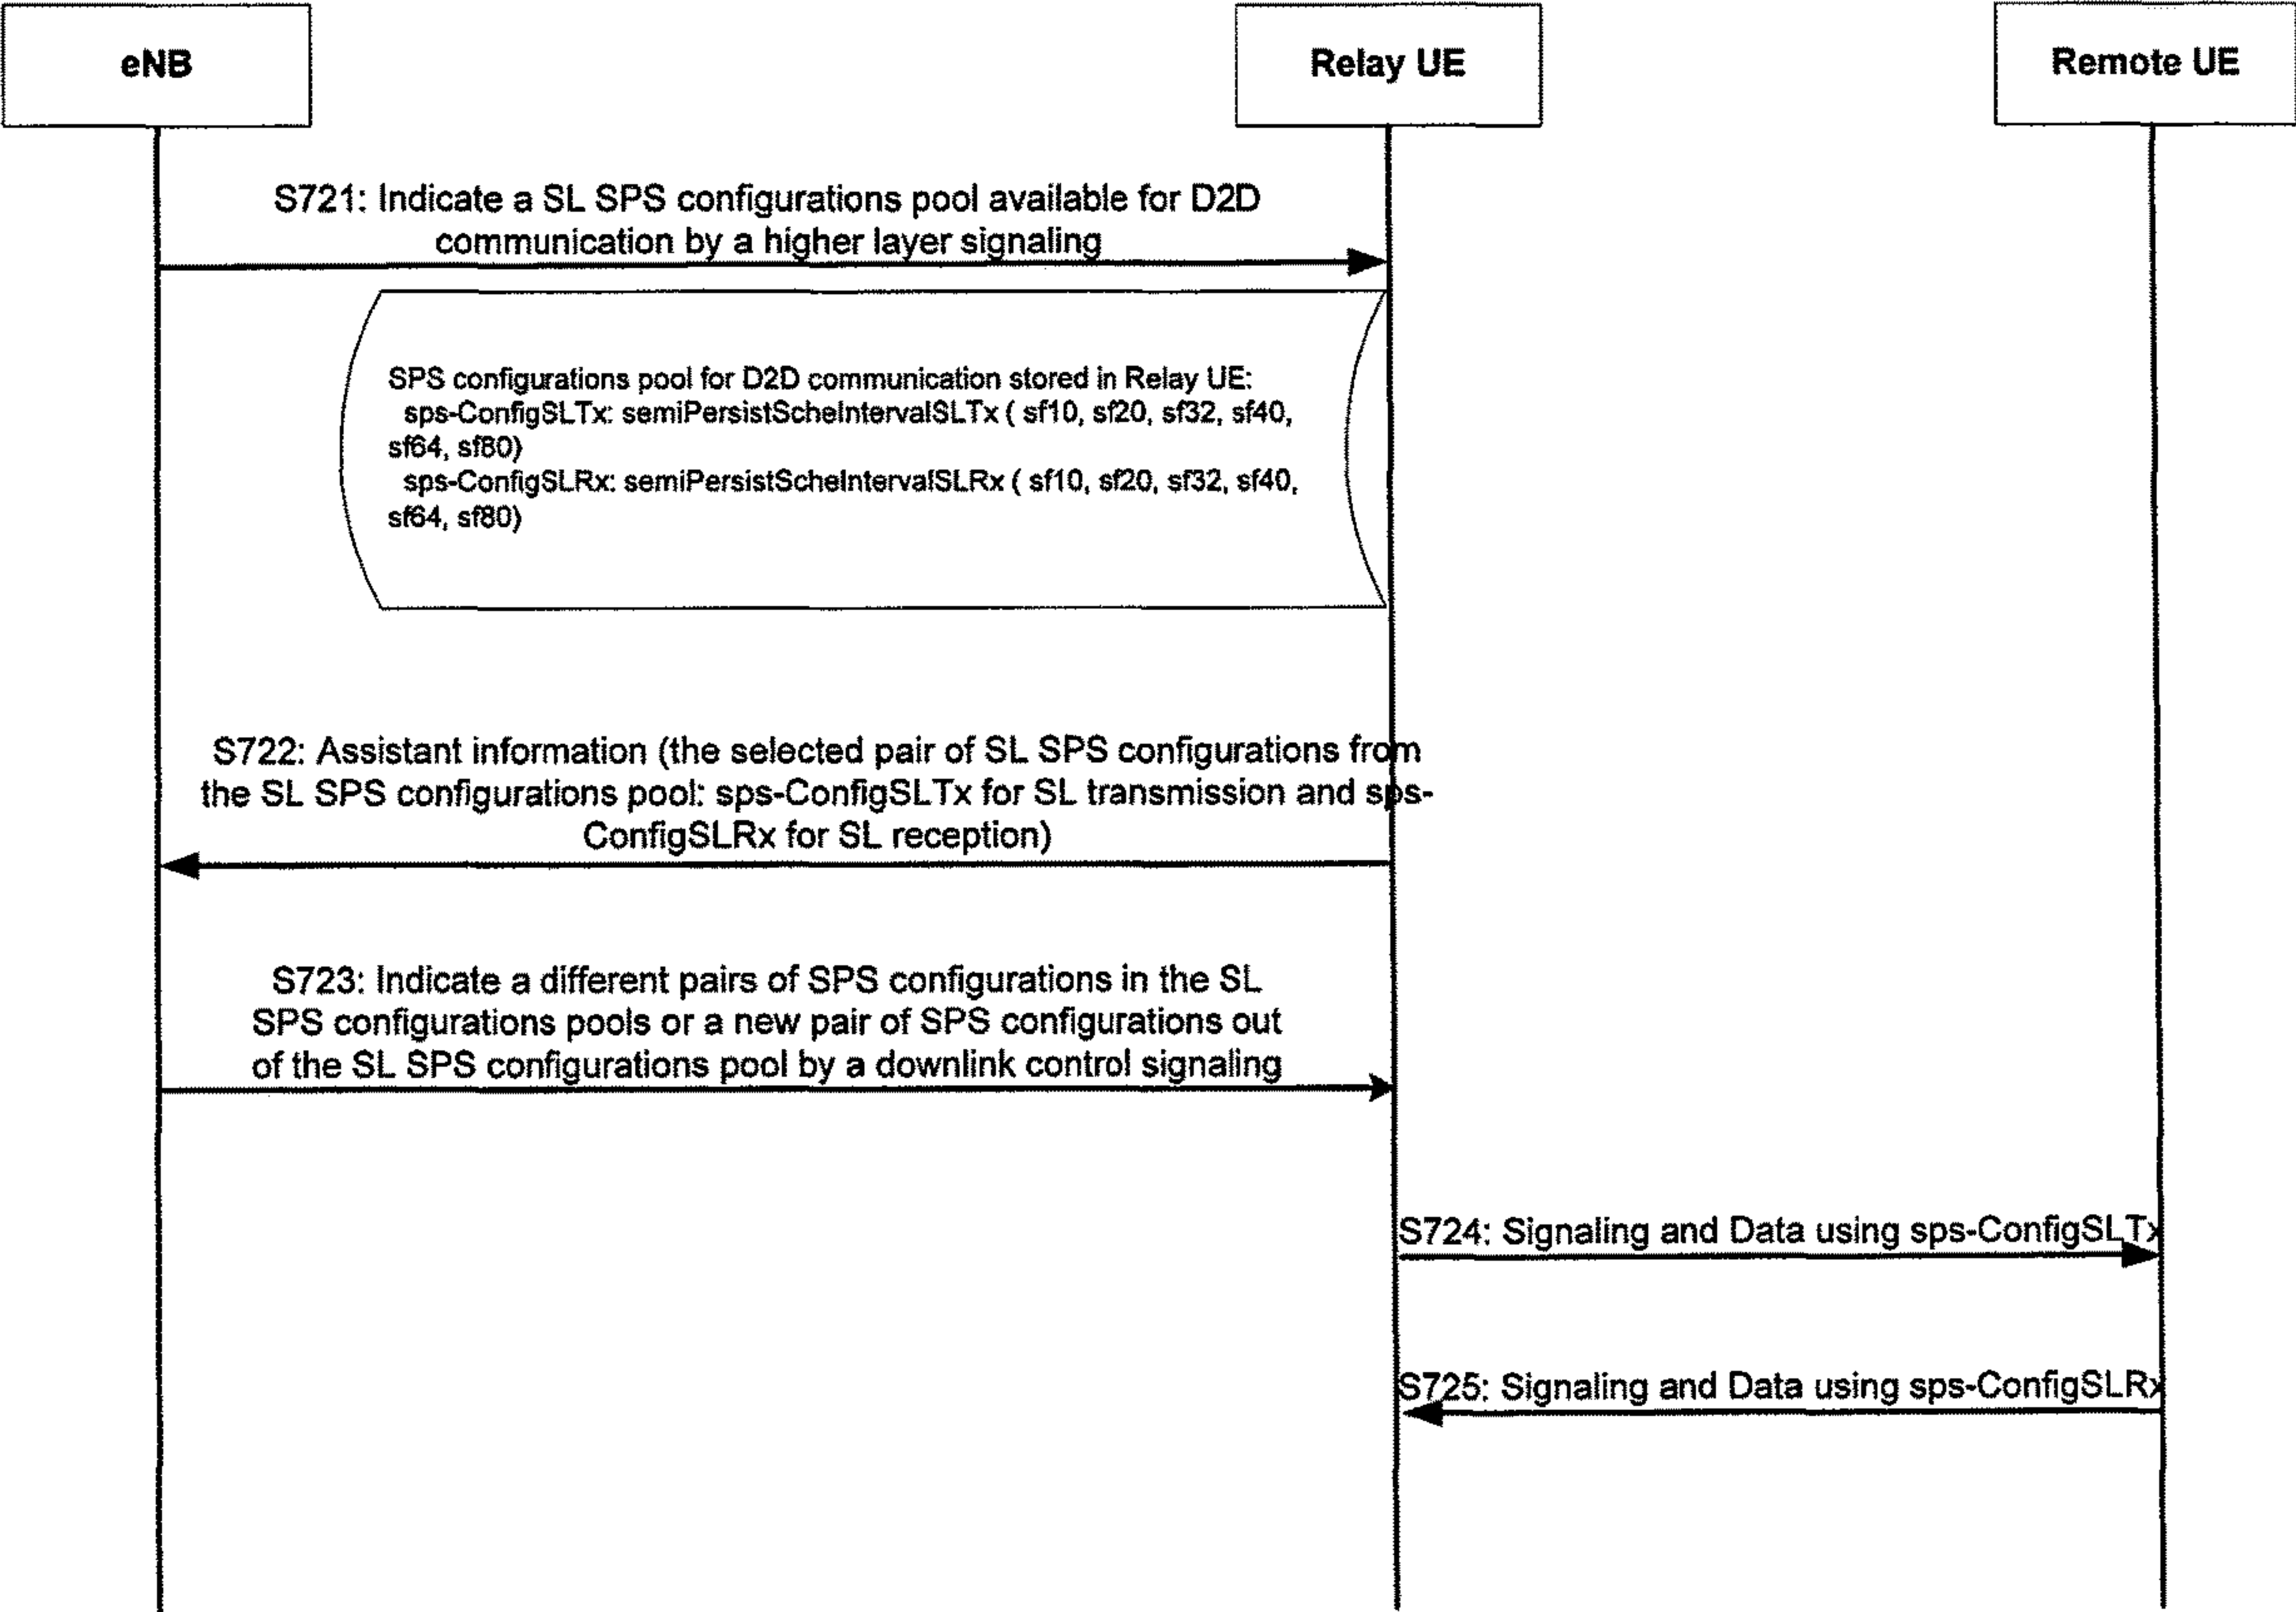 eNB
Relay UE
Remote UE
S721: Indicate a SL SPS configurations pool available for D2D
communication by a higher layer signaling
SPS configurations pool for D2D communication stored in Relay UE:
sps-ConfigSLTx: semiPersistScheIntervalSLTx ( sf10, sf20, sf32, sf40,
sf64, sf80)
sps-ConfigSLRx: semiPersistScheIntervalSLRx ( sf10, sf20, sf32, sf40,
sf64, sf80)
S722: Assistant information (the selected pair of SL SPS configurations from
the SL SPS configurations pool: sps-ConfigSLTx for SL transmission and sps-
ConfigSLRx for SL reception)
S723: Indicate a different pairs of SPS configurations in the SL
SPS configurations pools or a new pair of SPS configurations out
of the SL SPS configurations pool by a downlink control signaling
S724: Signaling and Data using sps-ConfigSLTx
S725: Signaling and Data using sps-ConfigSLRx